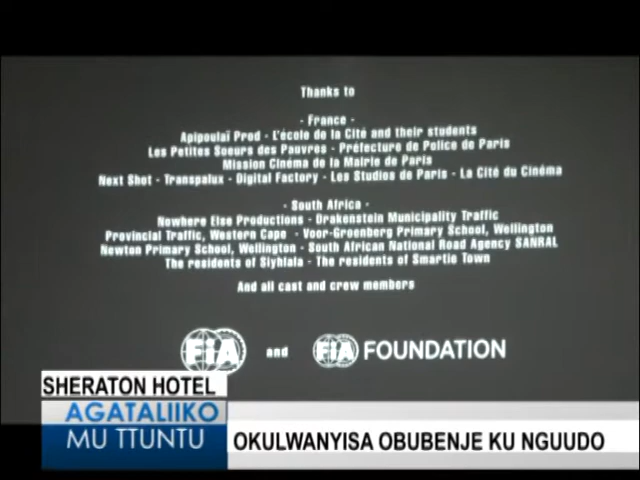 Thanks to
- France -
Apipoulaï Prod - L'école de la Cité and their students
Les Petites Soeurs des Pauvres - Préfecture de Police de Paris
Mission Cinéma de la Mairie de Paris
Next Shot - Transpalux - Digital Factory - Les Studios de Paris - La Cité du Cinéma
- South Africa -
Nowhere Else Productions - Drakenstein Municipality Traffic
Provincial Traffic, Western Cape - Voor-Groenberg Primary School, Wellington
Newton Primary School, Wellington - South African National Road Agency SANRAL
The residents of Siyhlala - The residents of Smartie Town
And all cast and crew members
FiA and FiA FOUNDATION
SHERATON HOTEL
AGATALIIKO
MU TTUNTU
OKULWANYISA OBUBENJE KU NGUUDO